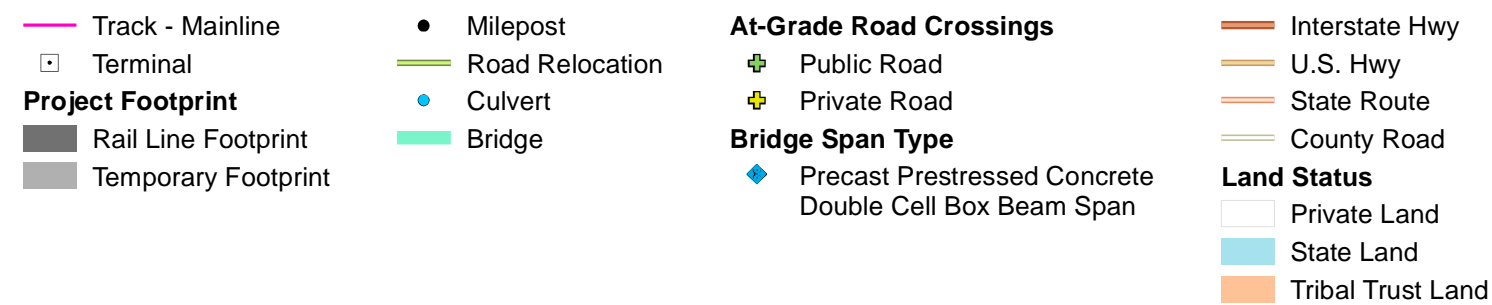 Track - Mainline
Terminal
Project Footprint
Rail Line Footprint
Temporary Footprint
Milepost
Road Relocation
Culvert
Bridge
At-Grade Road Crossings
Public Road
Private Road
Bridge Span Type
Precast Prestressed Concrete
Double Cell Box Beam Span
Interstate Hwy
U.S. Hwy
State Route
County Road
Land Status
Private Land
State Land
Tribal Trust Land